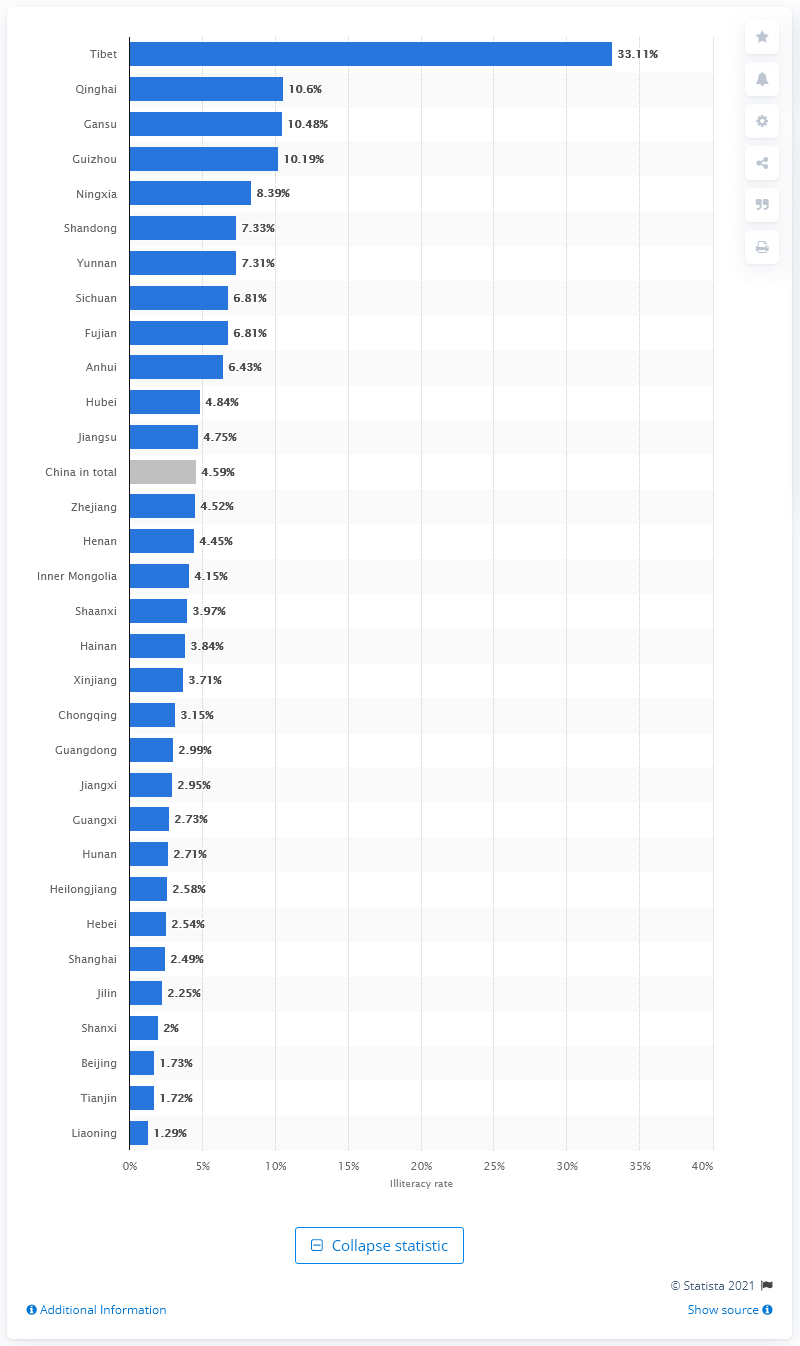 Tibet 33.11%
Qinghai 10.6%
Gansu 10.48%
Guizhou 10.19%
Ningxia 8.39%
Shandong 7.33%
Yunnan 7.31%
Sichuan 6.81%
Fujian 6.81%
Anhui 6.43%
Hubei 4.84%
Jiangsu 4.75%
China in total 4.59%
Zhejiang 4.52%
Henan 4.45%
Inner Mongolia 4.15%
Shaanxi 3.97%
Hainan 3.84%
Xinjiang 3.71%
Chongqing 3.15%
Guangdong 2.99%
Jiangxi 2.95%
Guangxi 2.73%
Hunan 2.71%
Heilongjiang 2.58%
Hebei 2.54%
Shanghai 2.49%
Jilin 2.25%
Shanxi 2%
Beijing 1.73%
Tianjin 1.72%
Liaoning 1.29%
0% 5% 10% 15% 20% 25% 30% 35% 40%
Illiteracy rate
Collapse statistic
© Statista 2021
Additional Information Show source